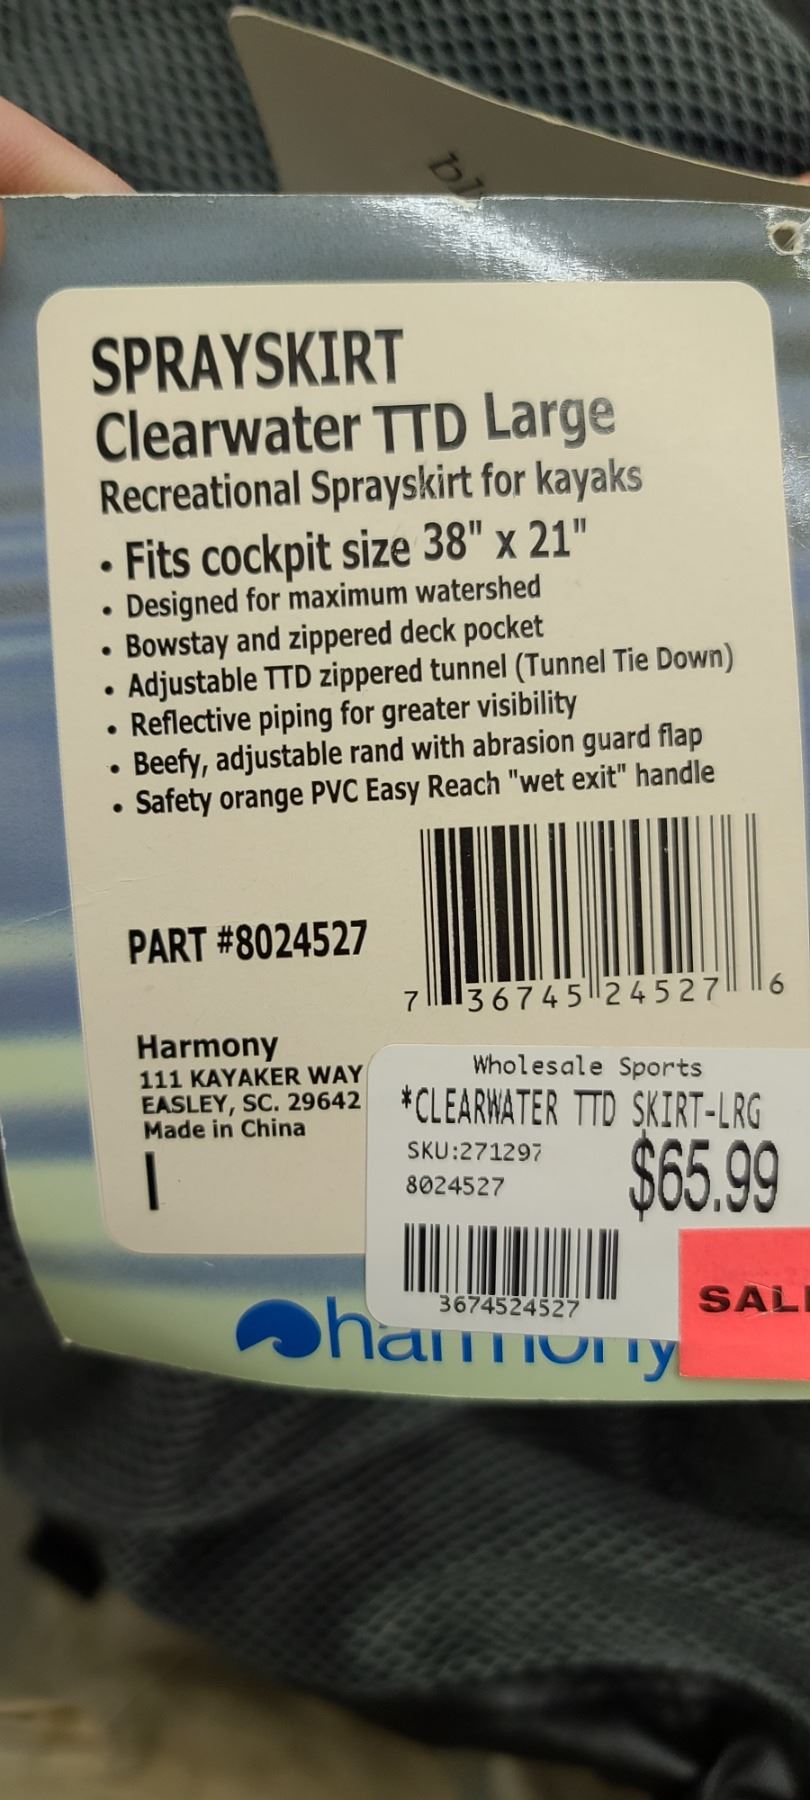 SPRAYSKIRT
Clearwater TTD Large
Recreational Sprayskirt for kayaks
• Fits cockpit size 38" x 21"
• Designed for maximum watershed
• Bowstay and zippered deck pocket
• Adjustable TTD zippered tunnel (Tunnel Tie Down)
• Reflective piping for greater visibility
• Beefy, adjustable rand with abrasion guard flap
• Safety orange PVC Easy Reach "wet exit" handle
PART #8024527
7 36745 24527 6
Harmony
111 KAYAKER WAY
EASLEY, SC. 29642
Made in China
Wholesale Sports
*CLEARWATER TTD SKIRT-LRG
SKU:271297
$65.99
8024527
3674524527
harmony